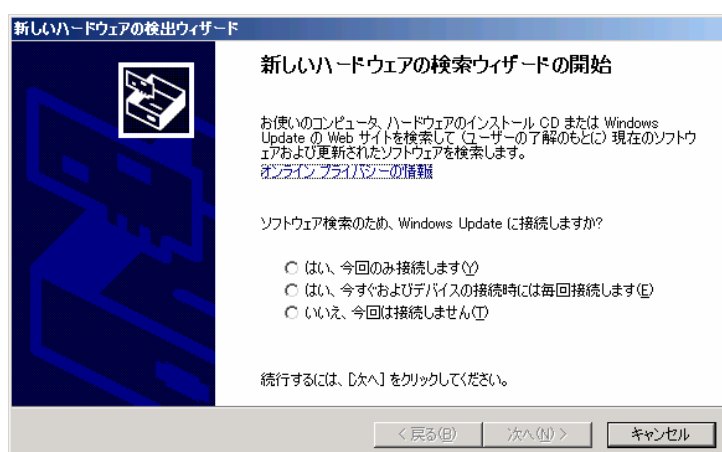 新しいハードウェアの検出ウィザード
新しいハードウェアの検索ウィザードの開始
お使いのコンピュータ、ハードウェアのインストール CD または Windows
Update の Web サイトを検索して (ユーザーの了解のもとに) 現在のソフトウ
ェアおよび更新されたソフトウェアを検索します。
オンライン プライバシーの情報
ソフトウェア検索のため、Windows Update に接続しますか?
はい、今回のみ接続します(Y)
はい、今すぐおよびデバイスの接続時には毎回接続します(E)
いいえ、今回は接続しません(T)
続行するには、[次へ] をクリックしてください。
< 戻る(B) 次へ(N) > キャンセル